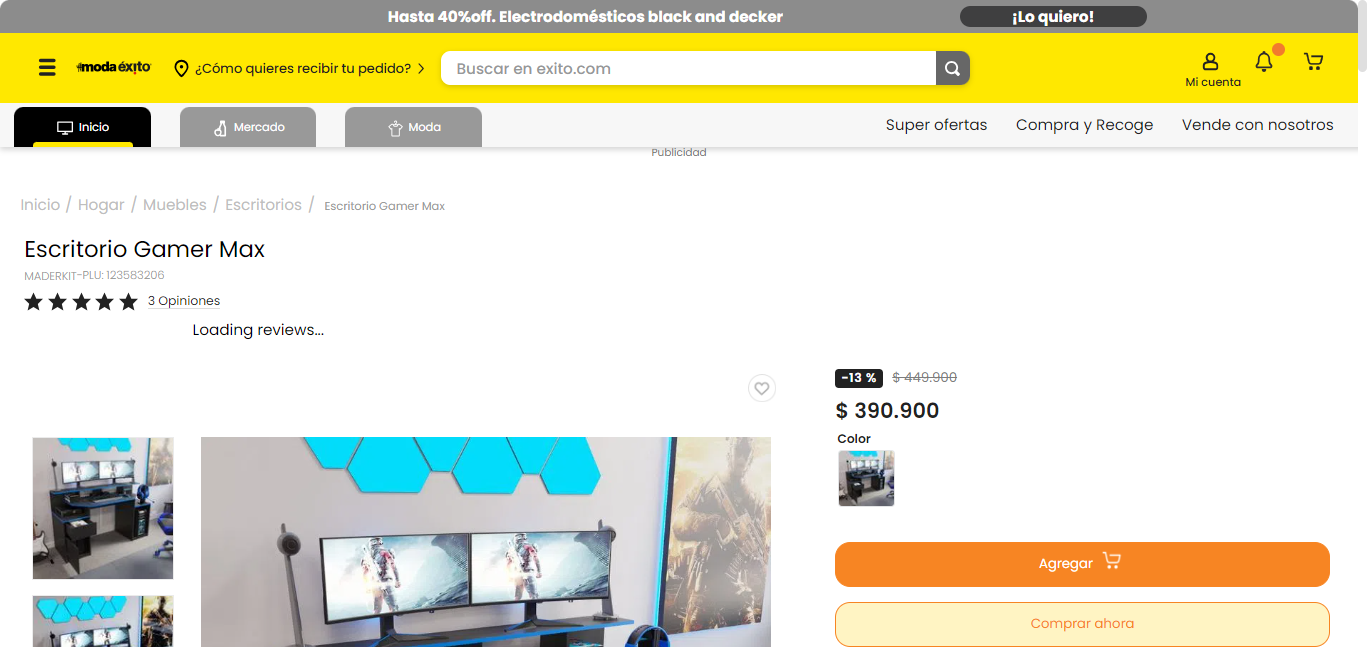 Hasta 40%off. Electrodomésticos black and decker
¡Lo quiero!
moda éxito
¿Cómo quieres recibir tu pedido?
Buscar en exito.com
Mi cuenta
Inicio
Mercado
Moda
Super ofertas
Compra y Recoge
Vende con nosotros
Publicidad
Inicio / Hogar / Muebles / Escritorios / Escritorio Gamer Max
Escritorio Gamer Max
MADERKIT-PLU: 123583206
3 Opiniones
Loading reviews...
-13 % $ 449.900
$ 390.900
Color
Agregar
Comprar ahora